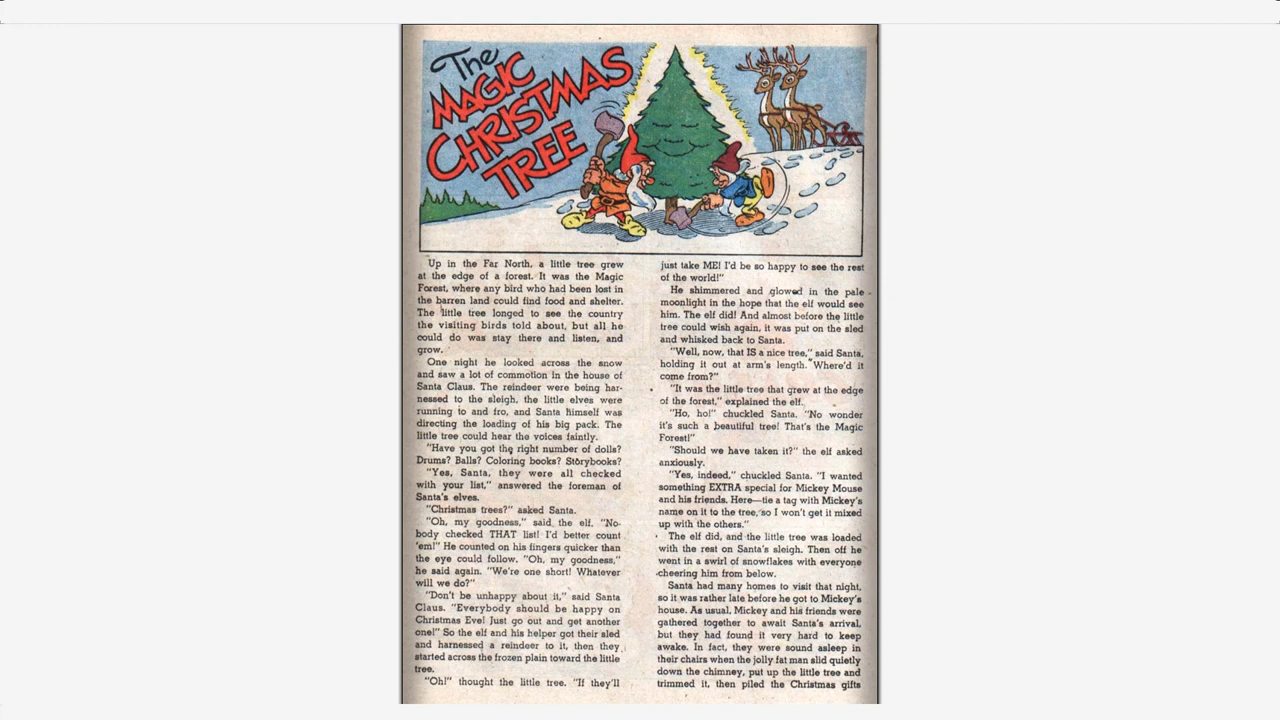 The
MAGIC
CHRISTMAS
TREE
Up in the Far North, a little tree grew
at the edge of a forest. It was the Magic
Forest, where any bird who had been lost in
the barren land could find food and shelter.
The little tree longed to see the country
the visiting birds told about, but all he
could do was stay there and listen, and
grow.
One night he looked across the snow
and saw a lot of commotion in the house of
Santa Claus. The reindeer were being har-
nessed to the sleigh, the little elves were
running to and fro, and Santa himself was
directing the loading of his big pack. The
little tree could hear the voices faintly.
"Have you got the right number of dolls?
Drums? Balls? Coloring books? Storybooks?
"Yes, Santa, they were all checked
with your list," answered the foreman of
Santa's elves.
"Christmas trees?" asked Santa.
"Oh, my goodness," said the elf. "No-
body checked THAT list! I'd better count
'em!" He counted on his fingers quicker than
the eye could follow. "Oh, my goodness,"
he said again. "We're one short! Whatever
will we do?"
"Don't be unhappy about it," said Santa
Claus. "Everybody should be happy on
Christmas Eve! Just go out and get another
one!" So the elf and his helper got their sled
and harnessed a reindeer to it, then they
started across the frozen plain toward the little
tree.
"Oh!" thought the little tree. "If they'll
just take ME! I'd be so happy to see the rest
of the world!"
He shimmered and glowed in the pale
moonlight in the hope that the elf would see
him. The elf did! And almost before the little
tree could wish again, it was put on the sled
and whisked back to Santa.
"Well, now, that IS a nice tree," said Santa,
holding it out at arm's length. "Where'd it
come from?"
"It was the little tree that grew at the edge
of the forest," explained the elf.
"Ho, ho!" chuckled Santa. "No wonder
it's such a beautiful tree! That's the Magic
Forest!"
"Should we have taken it?" the elf asked
anxiously.
"Yes, indeed," chuckled Santa. "I wanted
something EXTRA special for Mickey Mouse
and his friends. Here—tie a tag with Mickey's
name on it to the tree, so I won't get it mixed
up with the others."
The elf did, and the little tree was loaded
with the rest on Santa's sleigh. Then off he
went in a swirl of snowflakes with everyone
cheering him from below.
Santa had many homes to visit that night,
so it was rather late before he got to Mickey's
house. As usual, Mickey and his friends were
gathered together to await Santa's arrival,
but they had found it very hard to keep
awake. In fact, they were sound asleep in
their chairs when the jolly fat man slid quietly
down the chimney, put up the little tree and
trimmed it, then piled the Christmas gifts